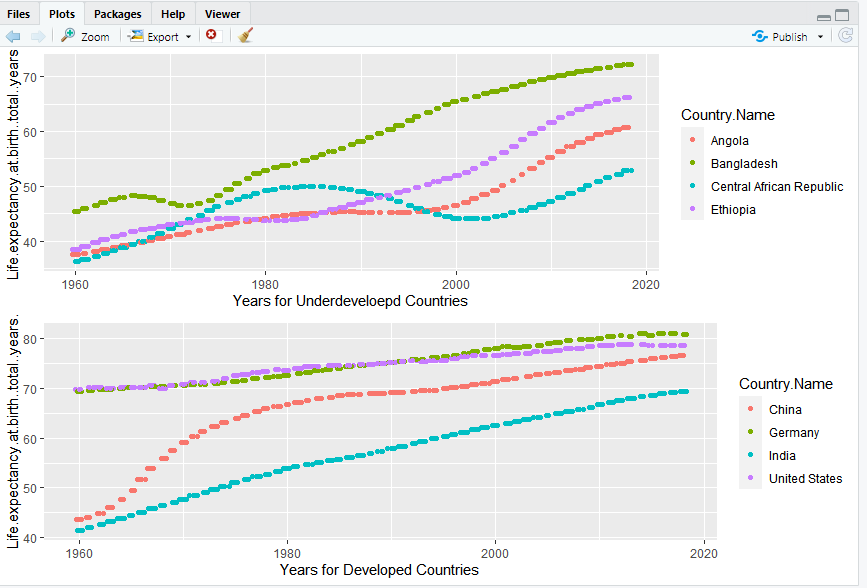 Files Plots Packages Help Viewer
Zoom Export Publish
Life.expectancy.at.birth..total..years
70
60
50
40
1960 1980 2000 2020
Years for Underdeveloepd Countries
Country.Name
Angola
Bangladesh
Central African Republic
Ethiopia
Life.expectancy.at.birth..total..years.
80
70
60
50
40
1960 1980 2000 2020
Years for Developed Countries
Country.Name
China
Germany
India
United States